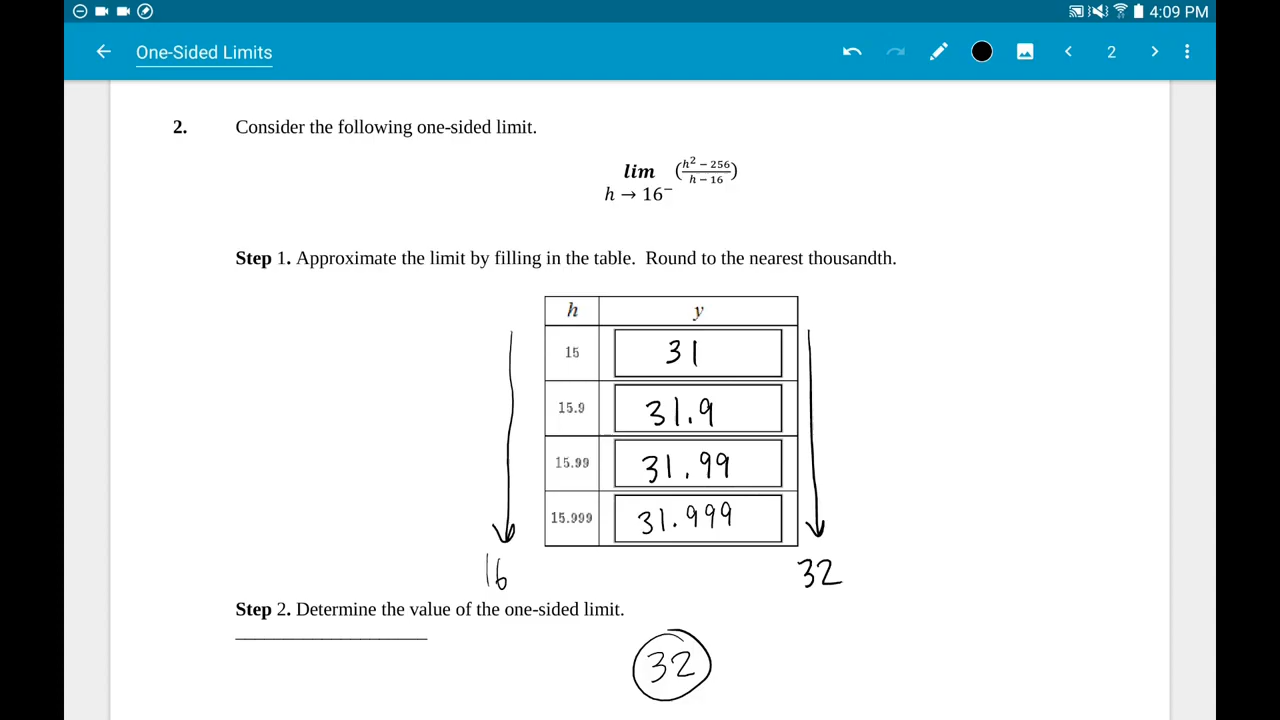 4:09 PM
One-Sided Limits
2
2. Consider the following one-sided limit.
lim (h² − 256 / h − 16)
h → 16⁻
Step 1. Approximate the limit by filling in the table. Round to the nearest thousandth.
h y
15 31
15.9 31.9
15.99 31.99
15.999 31.999
16 32
Step 2. Determine the value of the one-sided limit.
32